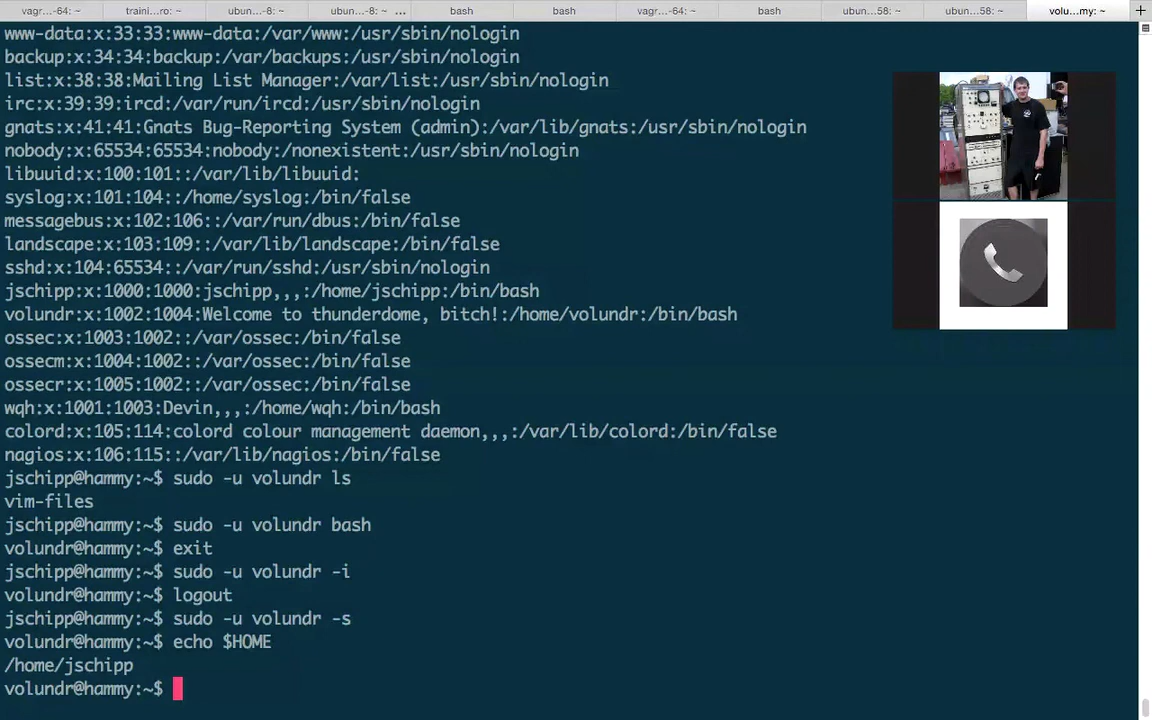 vagr...-64: ~ traini...ro: ~ ubun...-8: ~ ubun...-8: ~ ... bash bash vagr...-64: ~ bash ubun...58: ~ ubun...58: ~ volu...my: ~ +
www-data:x:33:33:www-data:/var/www:/usr/sbin/nologin
backup:x:34:34:backup:/var/backups:/usr/sbin/nologin
list:x:38:38:Mailing List Manager:/var/list:/usr/sbin/nologin
irc:x:39:39:ircd:/var/run/ircd:/usr/sbin/nologin
gnats:x:41:41:Gnats Bug-Reporting System (admin):/var/lib/gnats:/usr/sbin/nologin
nobody:x:65534:65534:nobody:/nonexistent:/usr/sbin/nologin
libuuid:x:100:101::/var/lib/libuuid:
syslog:x:101:104::/home/syslog:/bin/false
messagebus:x:102:106::/var/run/dbus:/bin/false
landscape:x:103:109::/var/lib/landscape:/bin/false
sshd:x:104:65534::/var/run/sshd:/usr/sbin/nologin
jschipp:x:1000:1000:jschipp,,,:/home/jschipp:/bin/bash
volundr:x:1002:1004:Welcome to thunderdome, bitch!:/home/volundr:/bin/bash
ossec:x:1003:1002::/var/ossec:/bin/false
ossecm:x:1004:1002::/var/ossec:/bin/false
ossecr:x:1005:1002::/var/ossec:/bin/false
wqh:x:1001:1003:Devin,,,:/home/wqh:/bin/bash
colord:x:105:114:colord colour management daemon,,,:/var/lib/colord:/bin/false
nagios:x:106:115::/var/lib/nagios:/bin/false
jschipp@hammy:~$ sudo -u volundr ls
vim-files
jschipp@hammy:~$ sudo -u volundr bash
volundr@hammy:~$ exit
jschipp@hammy:~$ sudo -u volundr -i
volundr@hammy:~$ logout
jschipp@hammy:~$ sudo -u volundr -s
volundr@hammy:~$ echo $HOME
/home/jschipp
volundr@hammy:~$